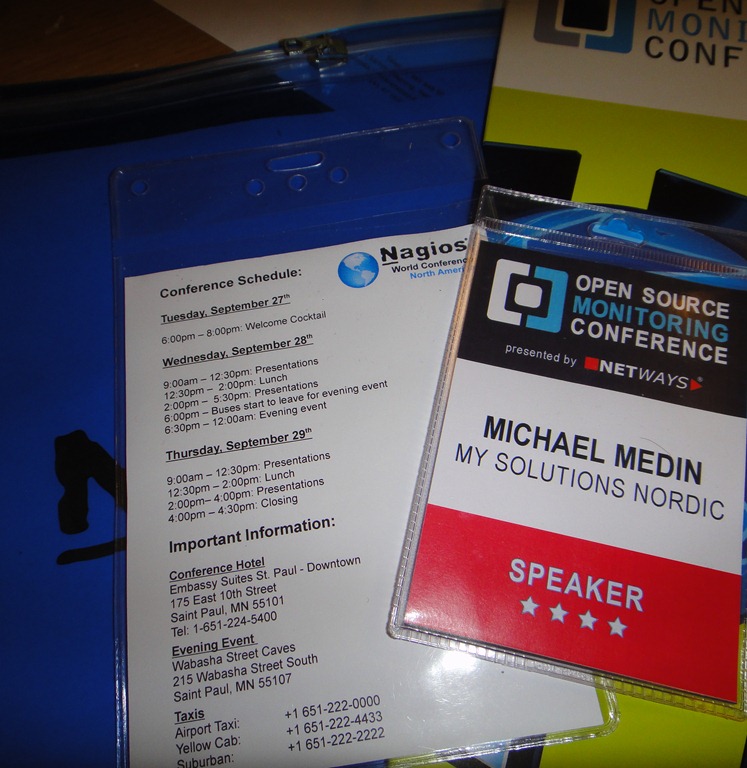 OPEN
MONI
CONF
Nagios®
World Conference
North Ameri
Conference Schedule:
Tuesday, September 27th
6:00pm – 8:00pm: Welcome Cocktail
Wednesday, September 28th
9:00am – 12:30pm: Presentations
12:30pm – 2:00pm: Lunch
2:00pm – 5:30pm: Presentations
6:00pm – Buses start to leave for evening event
6:30pm – 12:00am: Evening event
Thursday, September 29th
9:00am – 12:30pm: Presentations
12:30pm – 2:00pm: Lunch
2:00pm– 4:00pm: Presentations
4:00pm – 4:30pm: Closing
Important Information:
Conference Hotel
Embassy Suites St. Paul - Downtown
175 East 10th Street
Saint Paul, MN 55101
Tel: 1-651-224-5400
Evening Event
Wabasha Street Caves
215 Wabasha Street South
Saint Paul, MN 55107
Taxis
Airport Taxi: +1 651-222-0000
Yellow Cab: +1 651-222-4433
Suburban: +1 651-222-2222
OPEN SOURCE
MONITORING
CONFERENCE
presented by NETWAYS®
MICHAEL MEDIN
MY SOLUTIONS NORDIC
SPEAKER